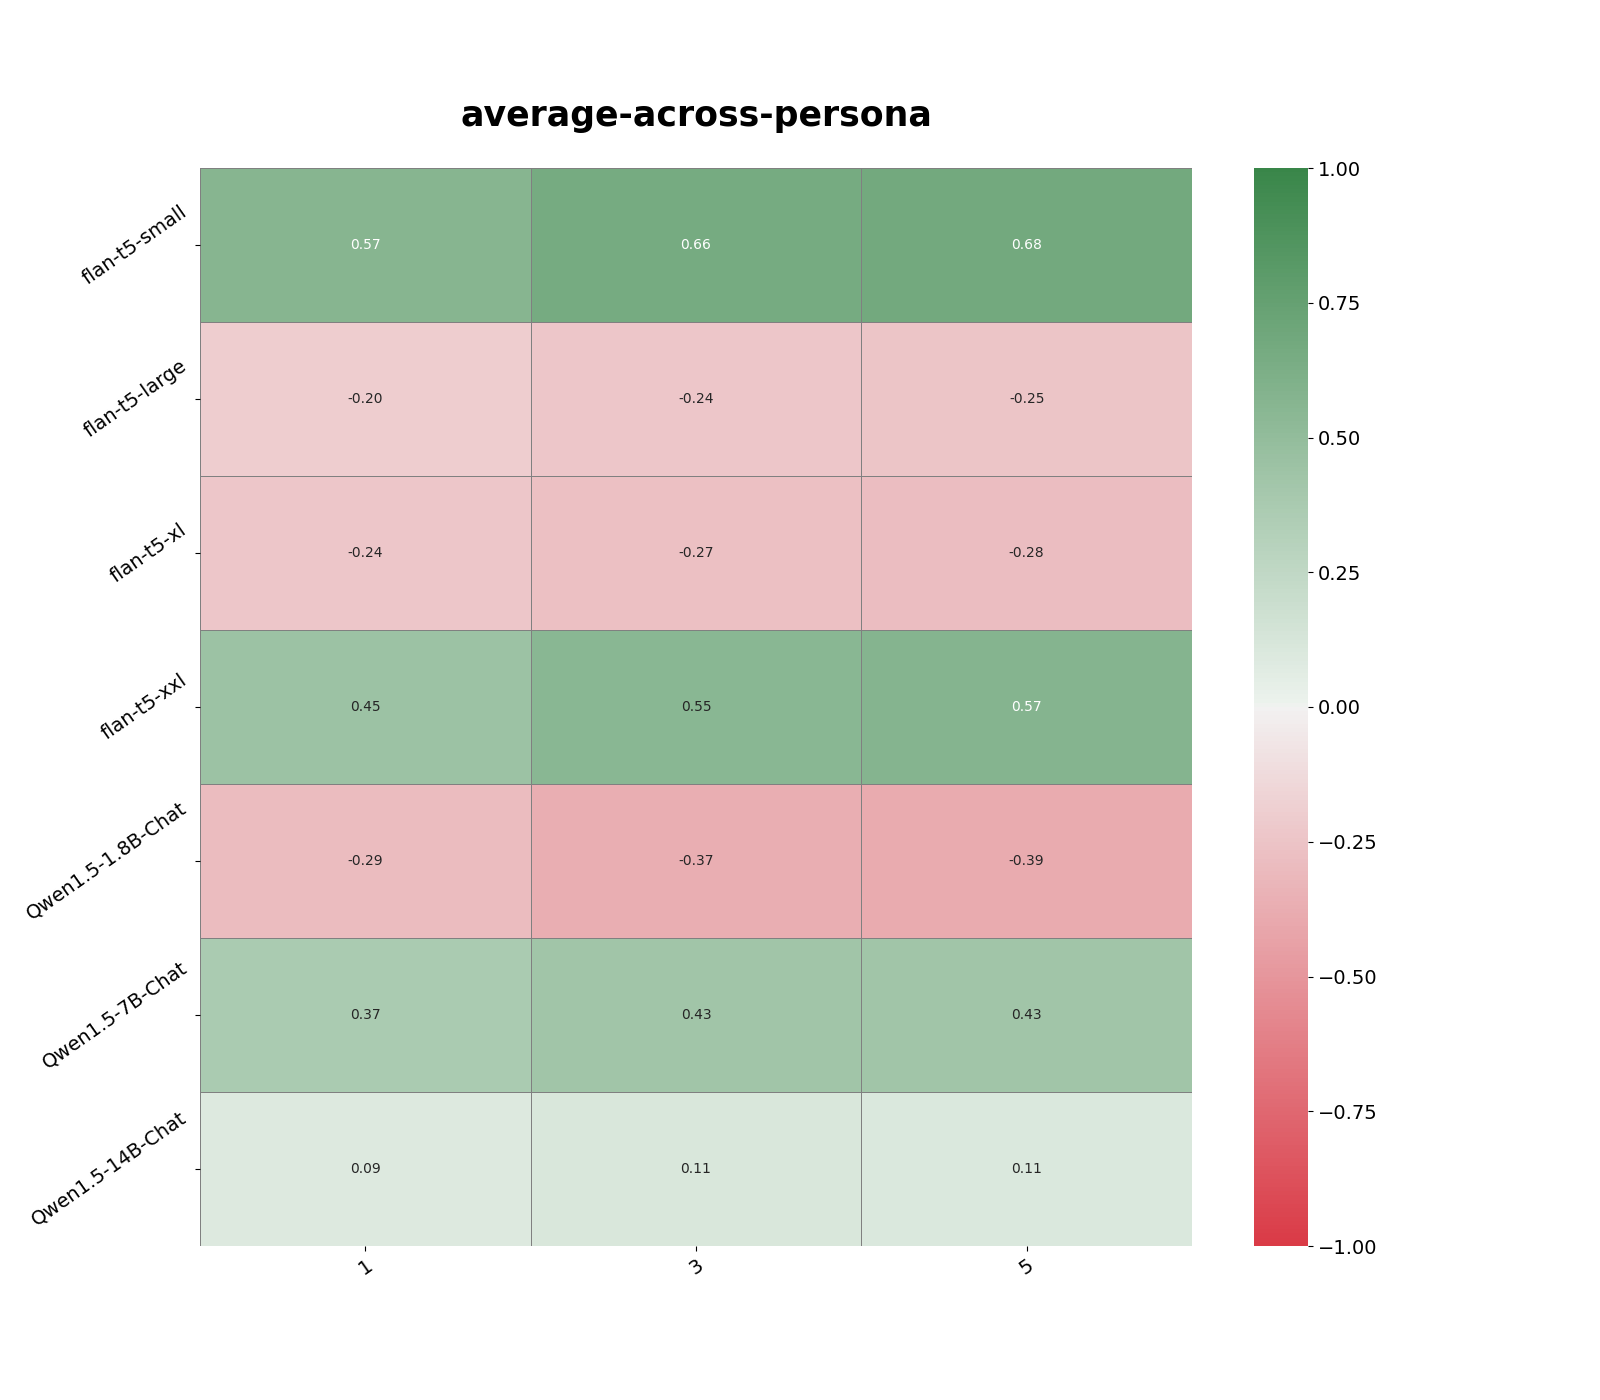 average-across-persona
flan-t5-small 0.57 0.66 0.68
flan-t5-large -0.20 -0.24 -0.25
flan-t5-xl -0.24 -0.27 -0.28
flan-t5-xxl 0.45 0.55 0.57
Qwen1.5-1.8B-Chat -0.29 -0.37 -0.39
Qwen1.5-7B-Chat 0.37 0.43 0.43
Qwen1.5-14B-Chat 0.09 0.11 0.11
1 3 5
1.00
0.75
0.50
0.25
0.00
−0.25
−0.50
−0.75
−1.00